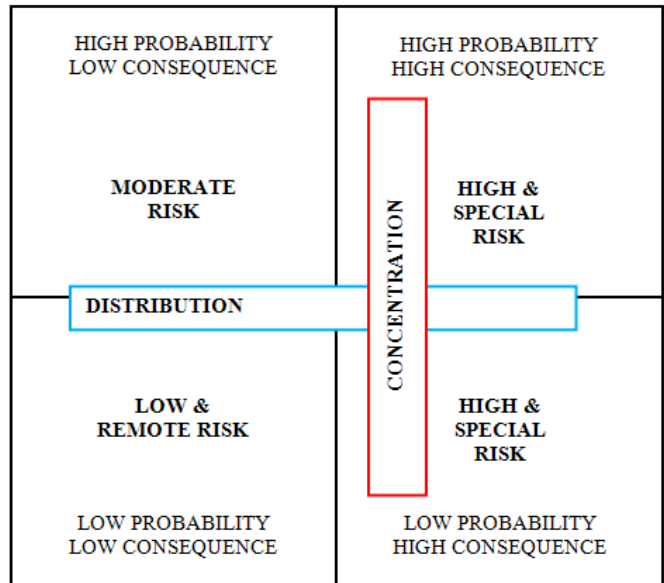 HIGH PROBABILITY
LOW CONSEQUENCE
HIGH PROBABILITY
HIGH CONSEQUENCE
MODERATE
RISK
HIGH &
SPECIAL
RISK
DISTRIBUTION
CONCENTRATION
LOW &
REMOTE RISK
HIGH &
SPECIAL
RISK
LOW PROBABILITY
LOW CONSEQUENCE
LOW PROBABILITY
HIGH CONSEQUENCE